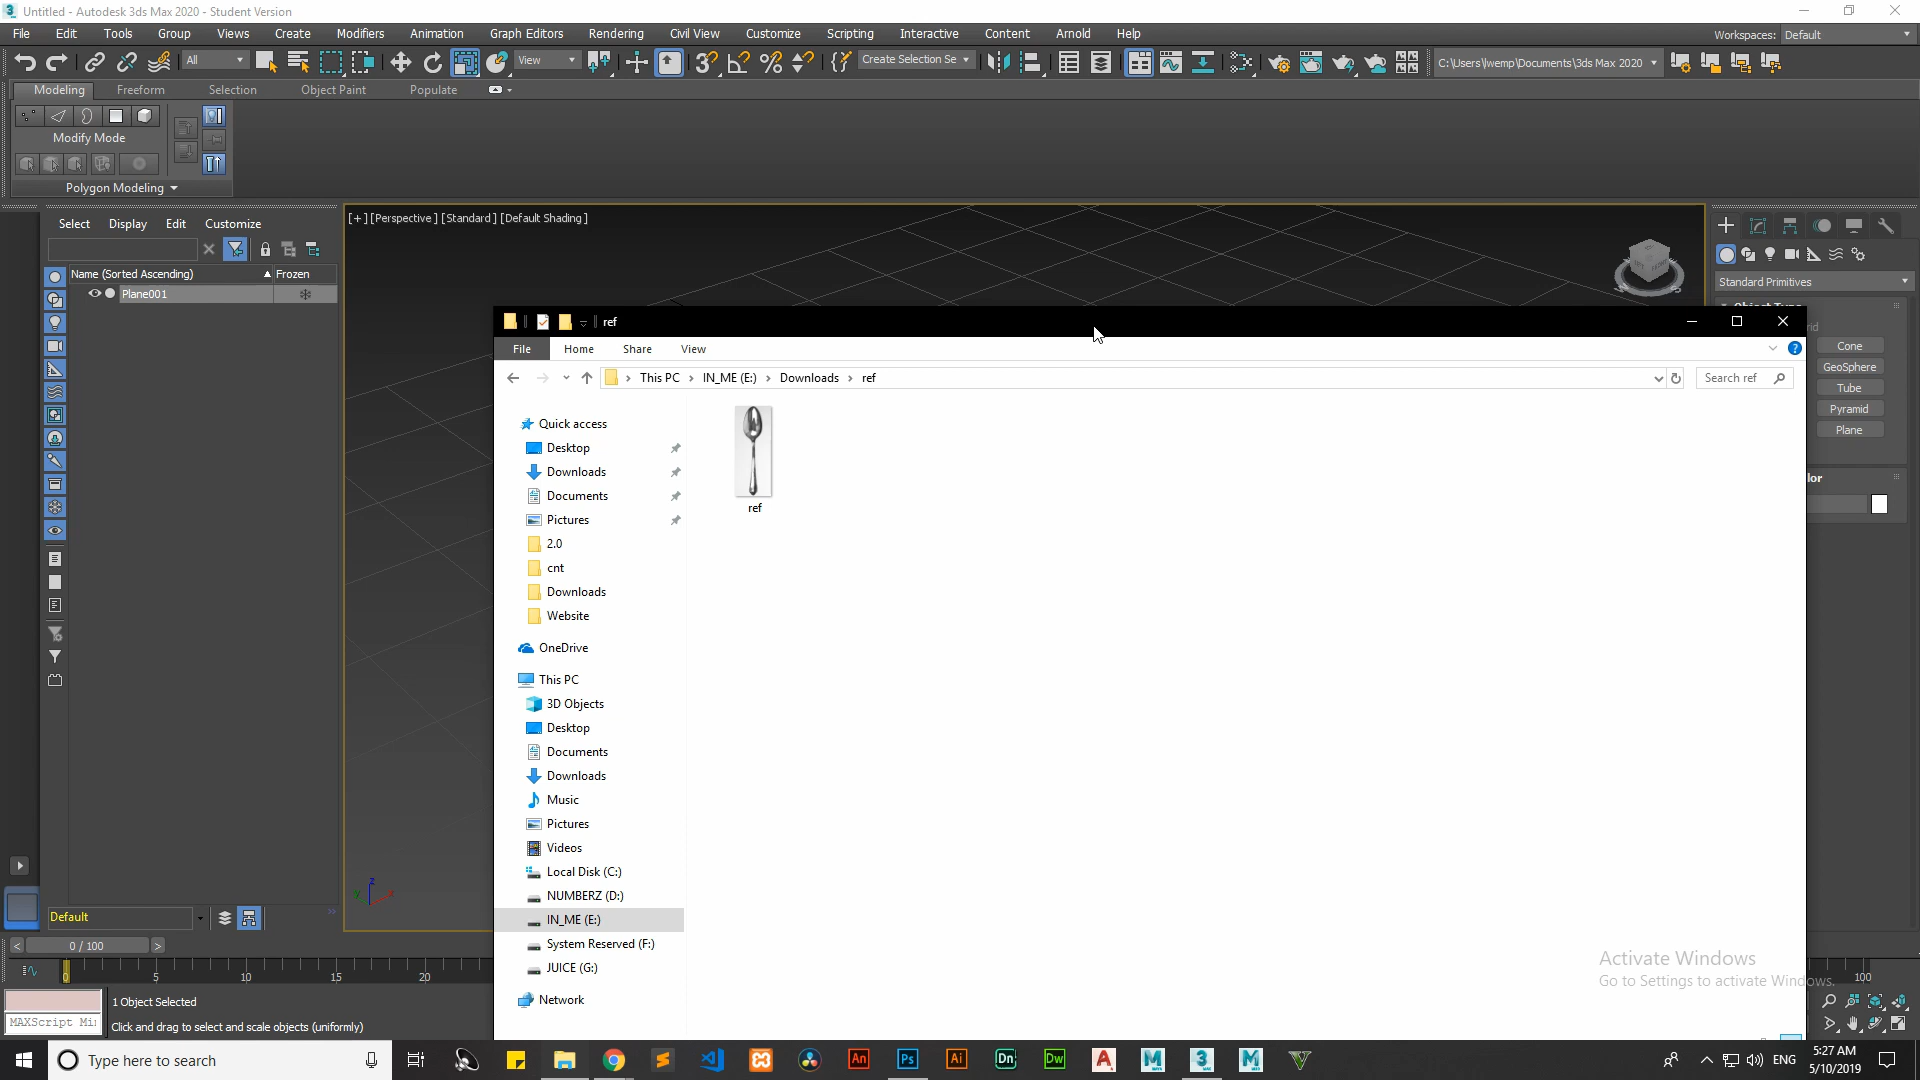 Untitled - Autodesk 3ds Max 2020 - Student Version
File Edit Tools Group Views Create Modifiers Animation Graph Editors Rendering Civil View Customize Scripting Interactive Content Arnold Help
Workspaces: Default
All View Create Selection Se C:\Users\lwemp\Documents\3ds Max 2020
Modeling Freeform Selection Object Paint Populate
Modify Mode
Polygon Modeling
Select Display Edit Customize
[+] [Perspective] [Standard] [Default Shading]
Name (Sorted Ascending) Frozen
Plane001
Standard Primitives
Cone
GeoSphere
Tube
Pyramid
Plane
lor
ref
File Home Share View
This PC > IN_ME (E:) > Downloads > ref
Search ref
Quick access
Desktop
Downloads
Documents
Pictures
2.0
cnt
Downloads
Website
OneDrive
This PC
3D Objects
Desktop
Documents
Downloads
Music
Pictures
Videos
Local Disk (C:)
NUMBERZ (D:)
IN_ME (E:)
System Reserved (F:)
JUICE (G:)
Network
ref
Activate Windows
Go to Settings to activate Windows.
Default
0 / 100
0 5 10 15 20 100
1 Object Selected
MAXScript Mi
Click and drag to select and scale objects (uniformly)
Type here to search
An Ps Ai Dn Dw
ENG
5:27 AM
5/10/2019